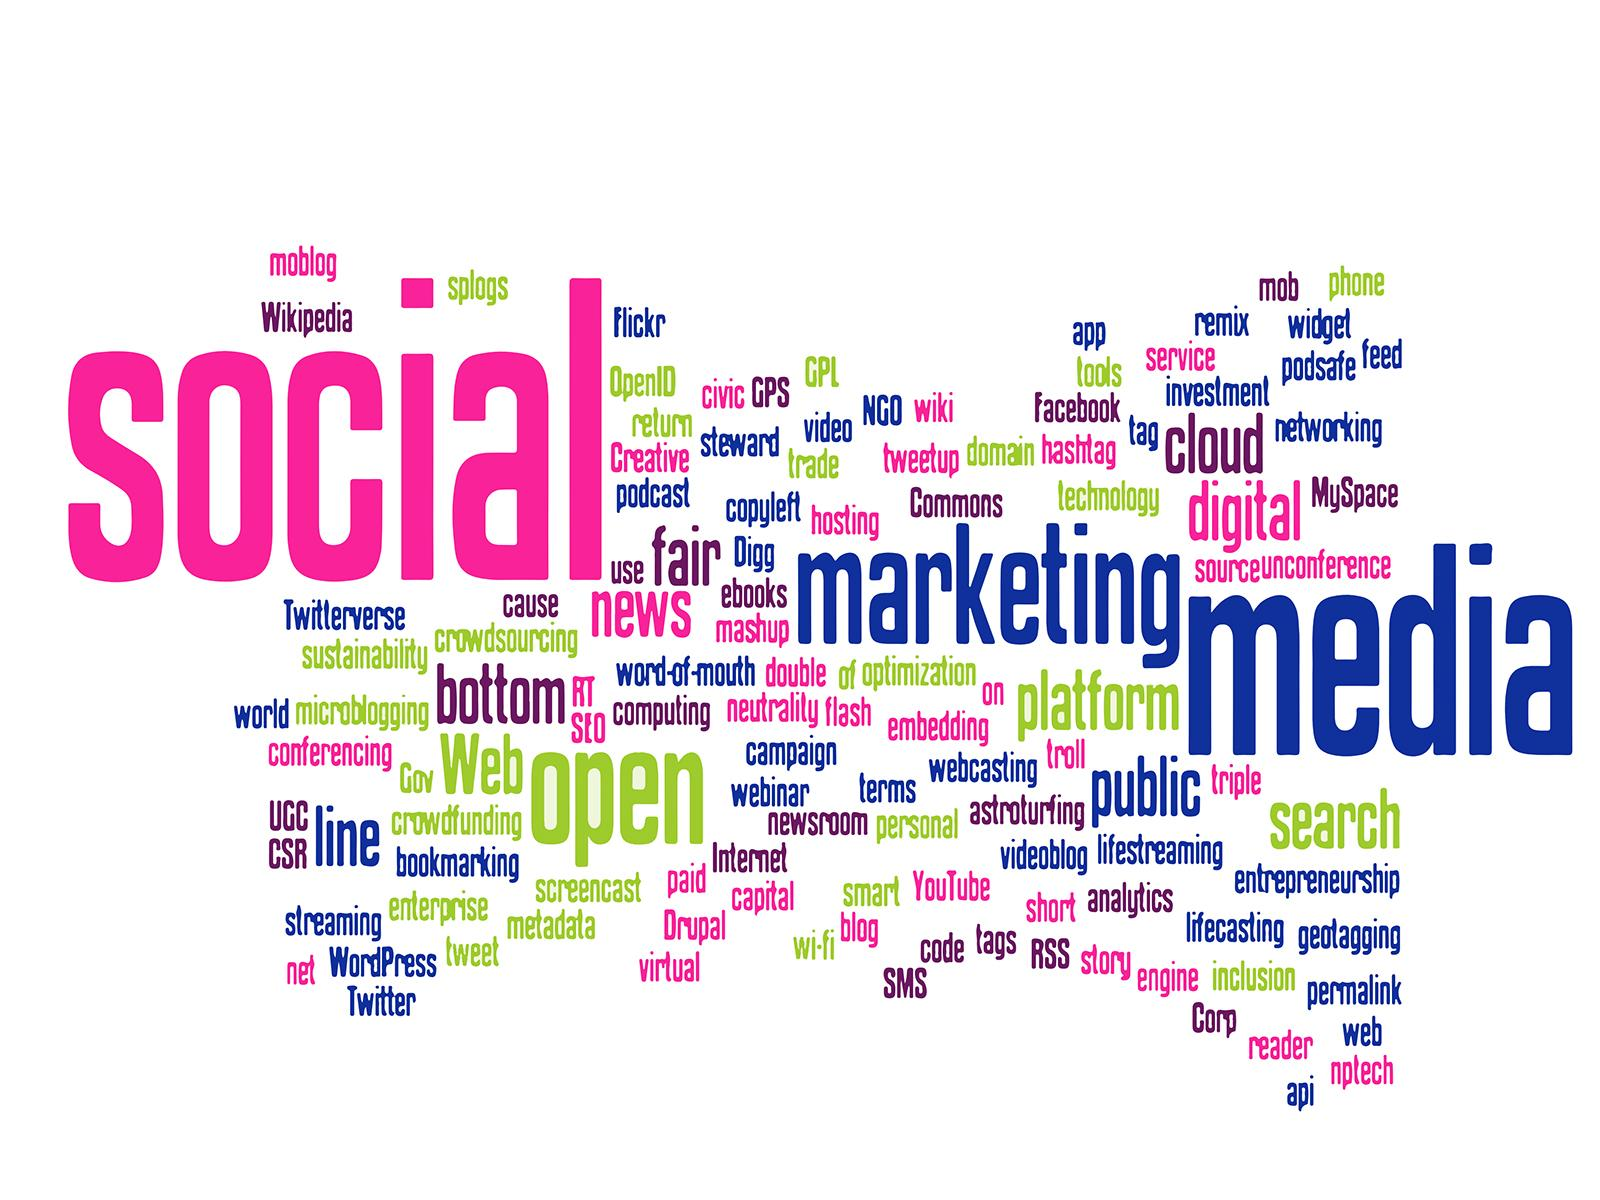 moblog
splogs
Wikipedia
social
flickr
OpenID
return
Creative
podcast
civic
GPS
GPL
steward
video
NGO
wiki
trade
tweetup
domain
hashtag
Facebook
app
tools
service
remix
mob
phone
widget
podsafe
feed
investment
tag
cloud
networking
technology
digital
MySpace
copyleft
hosting
Commons
use
fair
Digg
ebooks
mashup
marketing
source
unconference
media
Twitterverse
cause
news
sustainability
crowdsourcing
bottom
RT
SEO
word-of-mouth
double
of
optimization
on
platform
world
microblogging
computing
neutrality
flash
embedding
conferencing
Gov
Web
open
campaign
webcasting
troll
public
triple
webinar
terms
search
UGC
CSR
line
crowdfunding
bookmarking
newsroom
personal
astroturfing
Internet
videoblog
lifestreaming
entrepreneurship
screencast
paid
capital
smart
YouTube
short
analytics
streaming
enterprise
metadata
Drupal
blog
wi-fi
code
tags
RSS
story
lifecasting
geotagging
net
WordPress
tweet
virtual
SMS
engine
inclusion
permalink
Twitter
Corp
web
reader
nptech
api